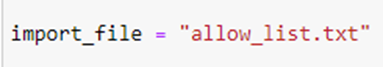 import_file = "allow_list.txt"